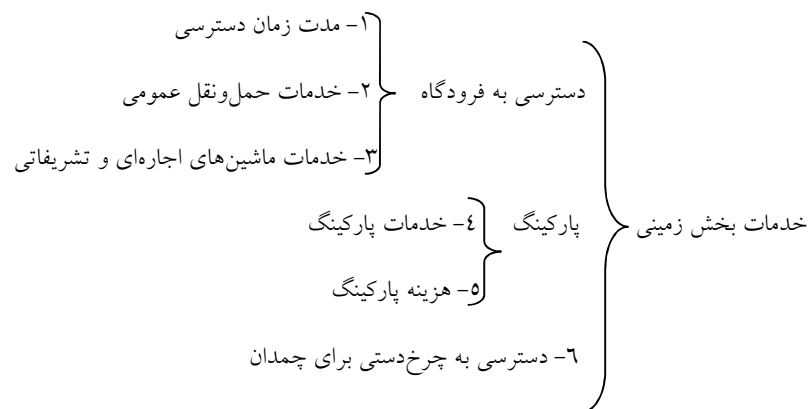 ۱- مدت زمان دسترسی
دسترسی به فرودگاه
۲- خدمات حمل‌ونقل عمومی
۳- خدمات ماشین‌های اجاره‌ای و تشریفاتی
خدمات بخش زمینی
پارکینگ
٤- خدمات پارکینگ
٥- هزینه پارکینگ
٦- دسترسی به چرخ‌دستی برای چمدان